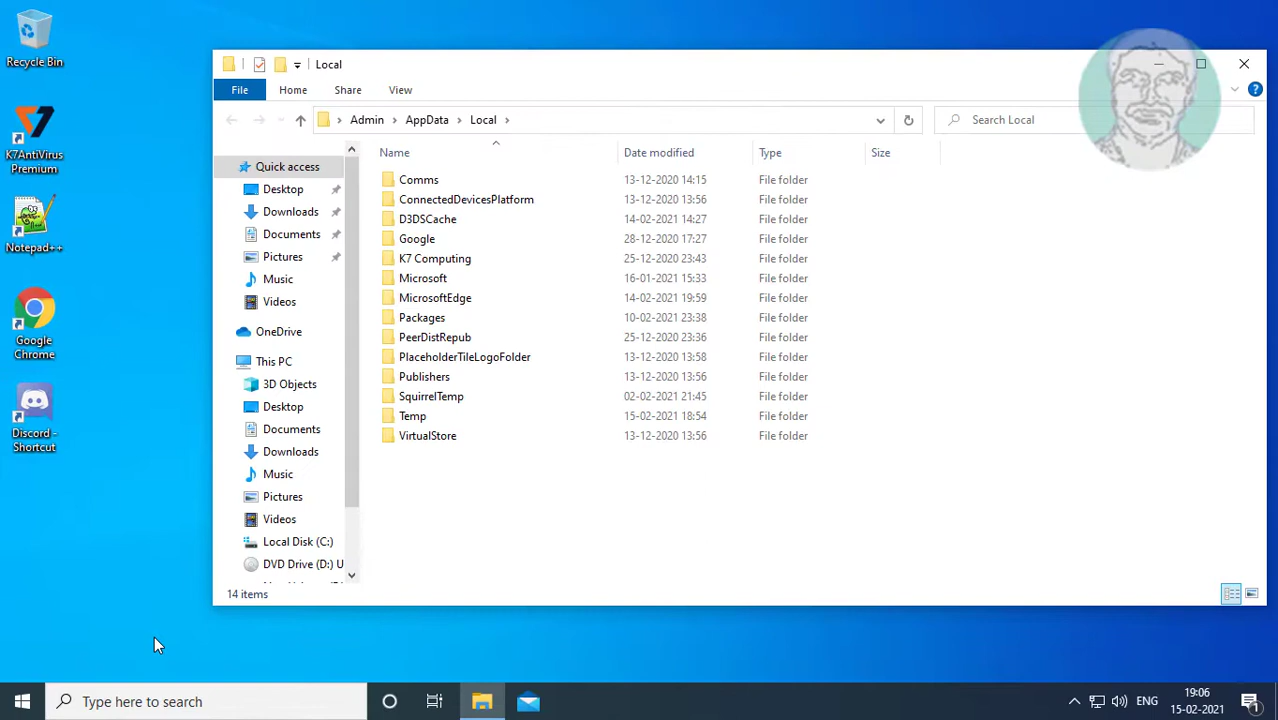 Recycle Bin
K7AntiVirus
Premium
Notepad++
Google
Chrome
Discord -
Shortcut
Local
File Home Share View
Admin AppData Local
Search Local
Name Date modified Type Size
Quick access
Desktop
Downloads
Documents
Pictures
Music
Videos
OneDrive
This PC
3D Objects
Desktop
Documents
Downloads
Music
Pictures
Videos
Local Disk (C:)
DVD Drive (D:) U
Comms 13-12-2020 14:15 File folder
ConnectedDevicesPlatform 13-12-2020 13:56 File folder
D3DSCache 14-02-2021 14:27 File folder
Google 28-12-2020 17:27 File folder
K7 Computing 25-12-2020 23:43 File folder
Microsoft 16-01-2021 15:33 File folder
MicrosoftEdge 14-02-2021 19:59 File folder
Packages 10-02-2021 23:38 File folder
PeerDistRepub 25-12-2020 23:36 File folder
PlaceholderTileLogoFolder 13-12-2020 13:58 File folder
Publishers 13-12-2020 13:56 File folder
SquirrelTemp 02-02-2021 21:45 File folder
Temp 15-02-2021 18:54 File folder
VirtualStore 13-12-2020 13:56 File folder
14 items
Type here to search
ENG
19:06
15-02-2021
1